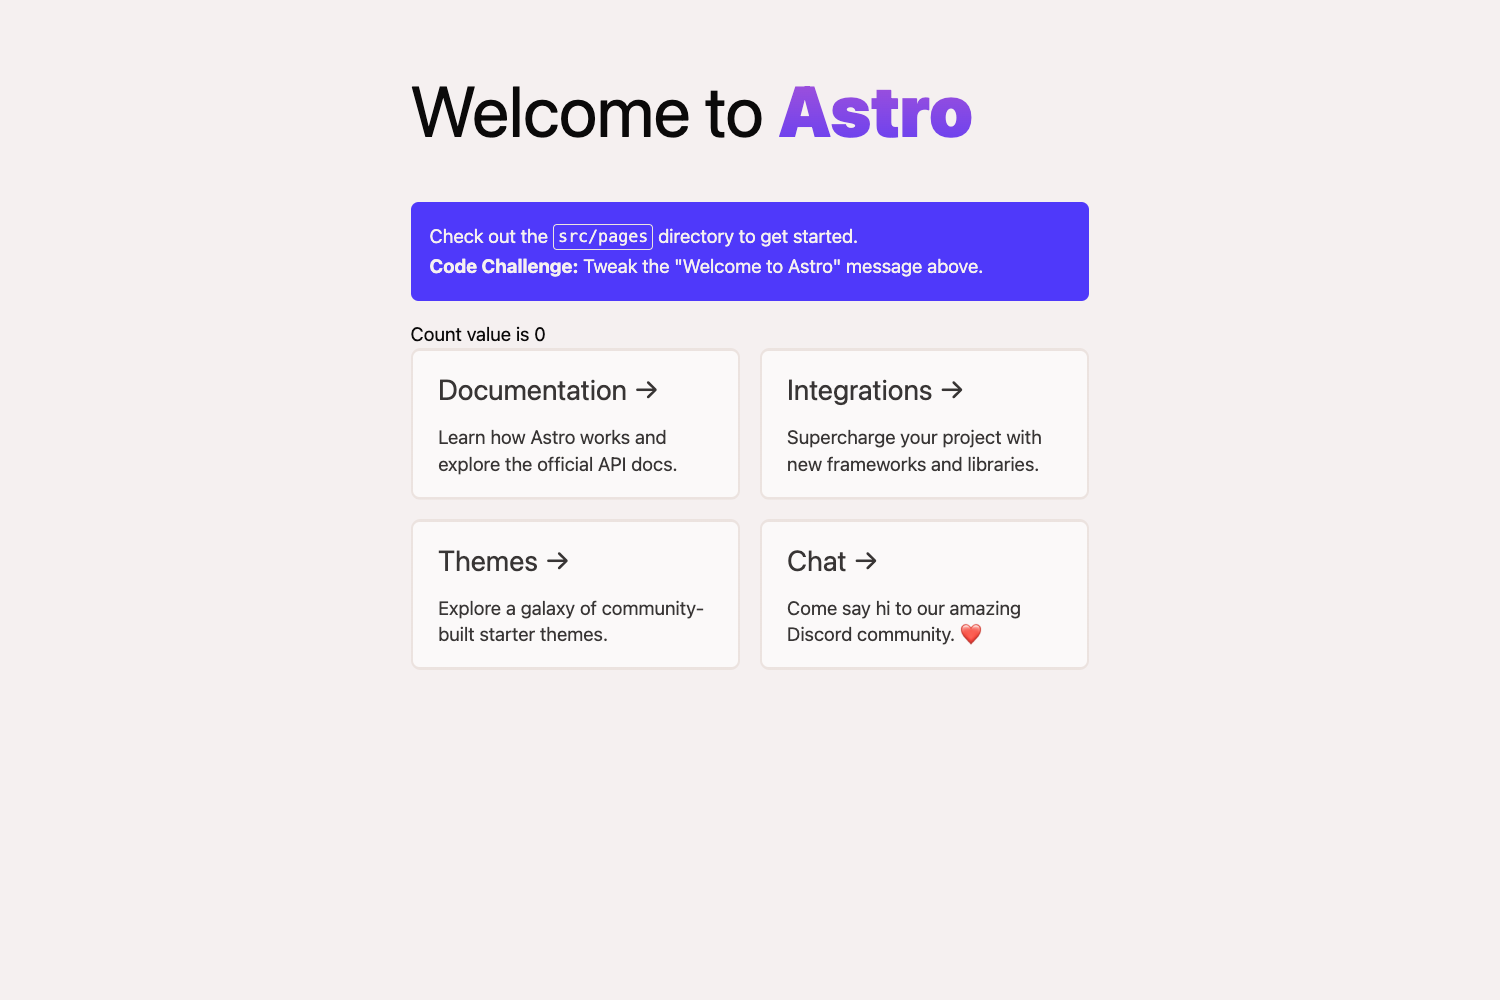 Welcome to Astro
Check out the src/pages directory to get started.
Code Challenge: Tweak the "Welcome to Astro" message above.
Count value is 0
Documentation →
Learn how Astro works and
explore the official API docs.
Integrations →
Supercharge your project with
new frameworks and libraries.
Themes →
Explore a galaxy of community-
built starter themes.
Chat →
Come say hi to our amazing
Discord community. ❤️